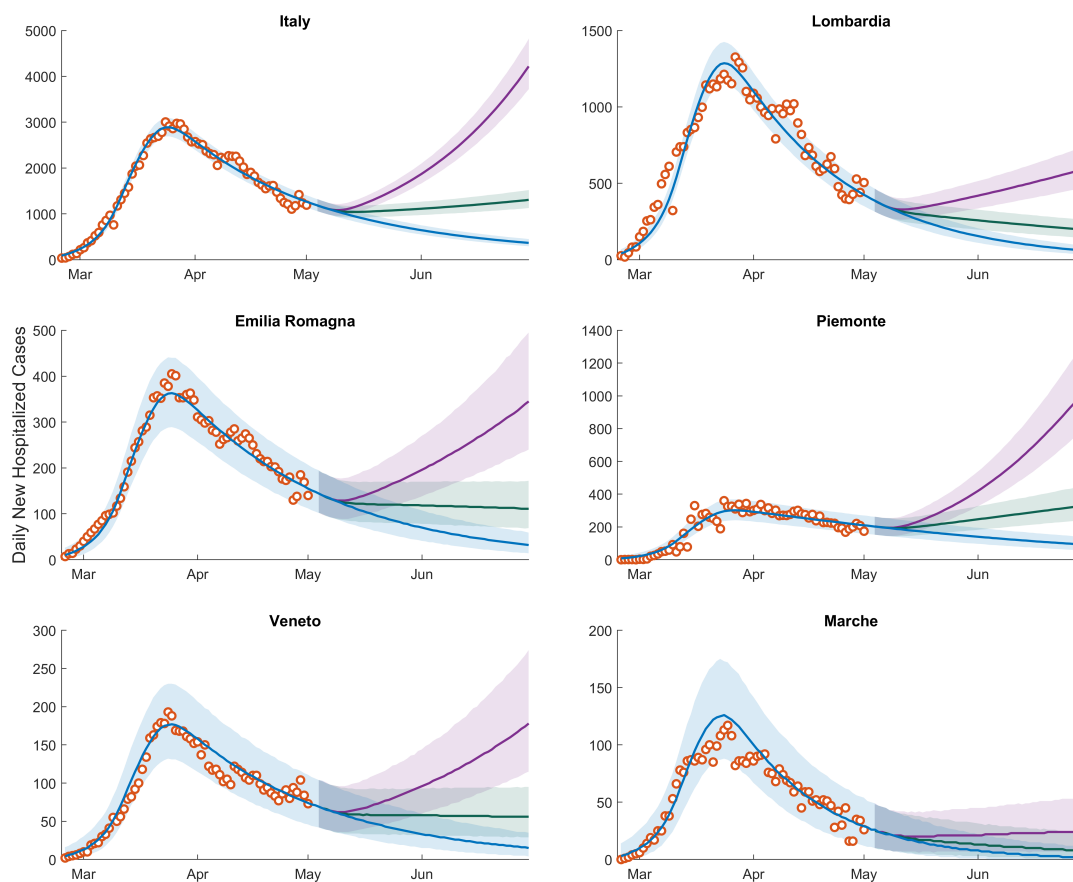 Italy
5000
4000
3000
2000
1000
0
Mar Apr May Jun
Lombardia
1500
1000
500
0
Mar Apr May Jun
Daily New Hospitalized Cases
Emilia Romagna
500
400
300
200
100
0
Mar Apr May Jun
Piemonte
1400
1200
1000
800
600
400
200
0
Mar Apr May Jun
Veneto
300
250
200
150
100
50
0
Mar Apr May Jun
Marche
200
150
100
50
0
Mar Apr May Jun